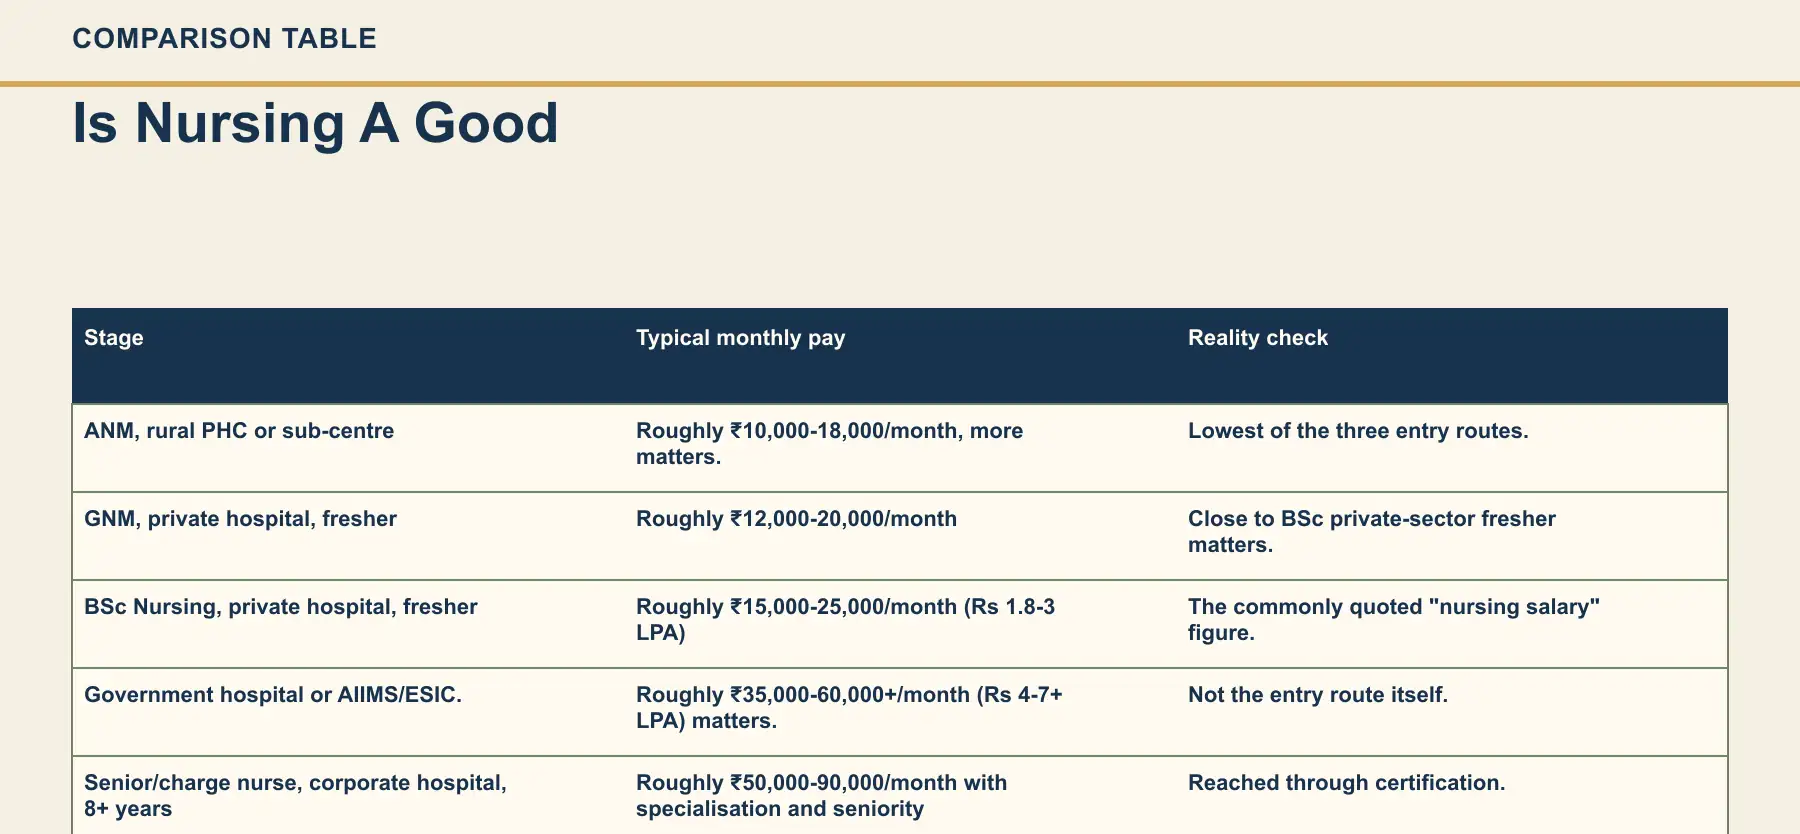 COMPARISON TABLE
Is Nursing A Good
Stage
Typical monthly pay
Reality check
ANM, rural PHC or sub-centre
Roughly ₹10,000-18,000/month, more
matters.
Lowest of the three entry routes.
GNM, private hospital, fresher
Roughly ₹12,000-20,000/month
Close to BSc private-sector fresher
matters.
BSc Nursing, private hospital, fresher
Roughly ₹15,000-25,000/month (Rs 1.8-3
LPA)
The commonly quoted "nursing salary"
figure.
Government hospital or AIIMS/ESIC.
Roughly ₹35,000-60,000+/month (Rs 4-7+
LPA) matters.
Not the entry route itself.
Senior/charge nurse, corporate hospital,
8+ years
Roughly ₹50,000-90,000/month with
specialisation and seniority
Reached through certification.